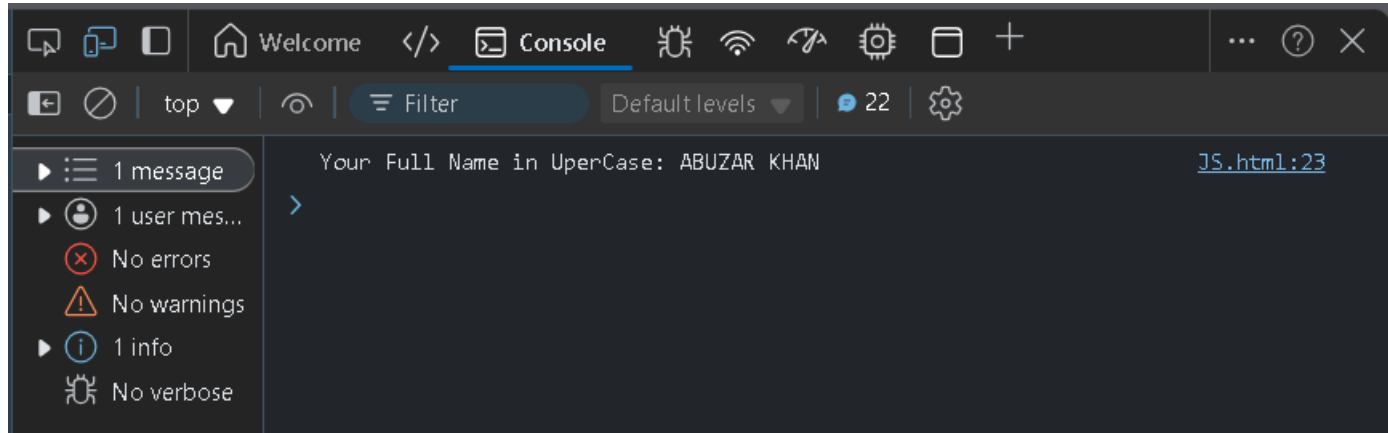 Welcome </> Console
top Filter Default levels 22
1 message
1 user mes...
No errors
No warnings
1 info
No verbose
Your Full Name in UperCase: ABUZAR KHAN JS.html:23
>